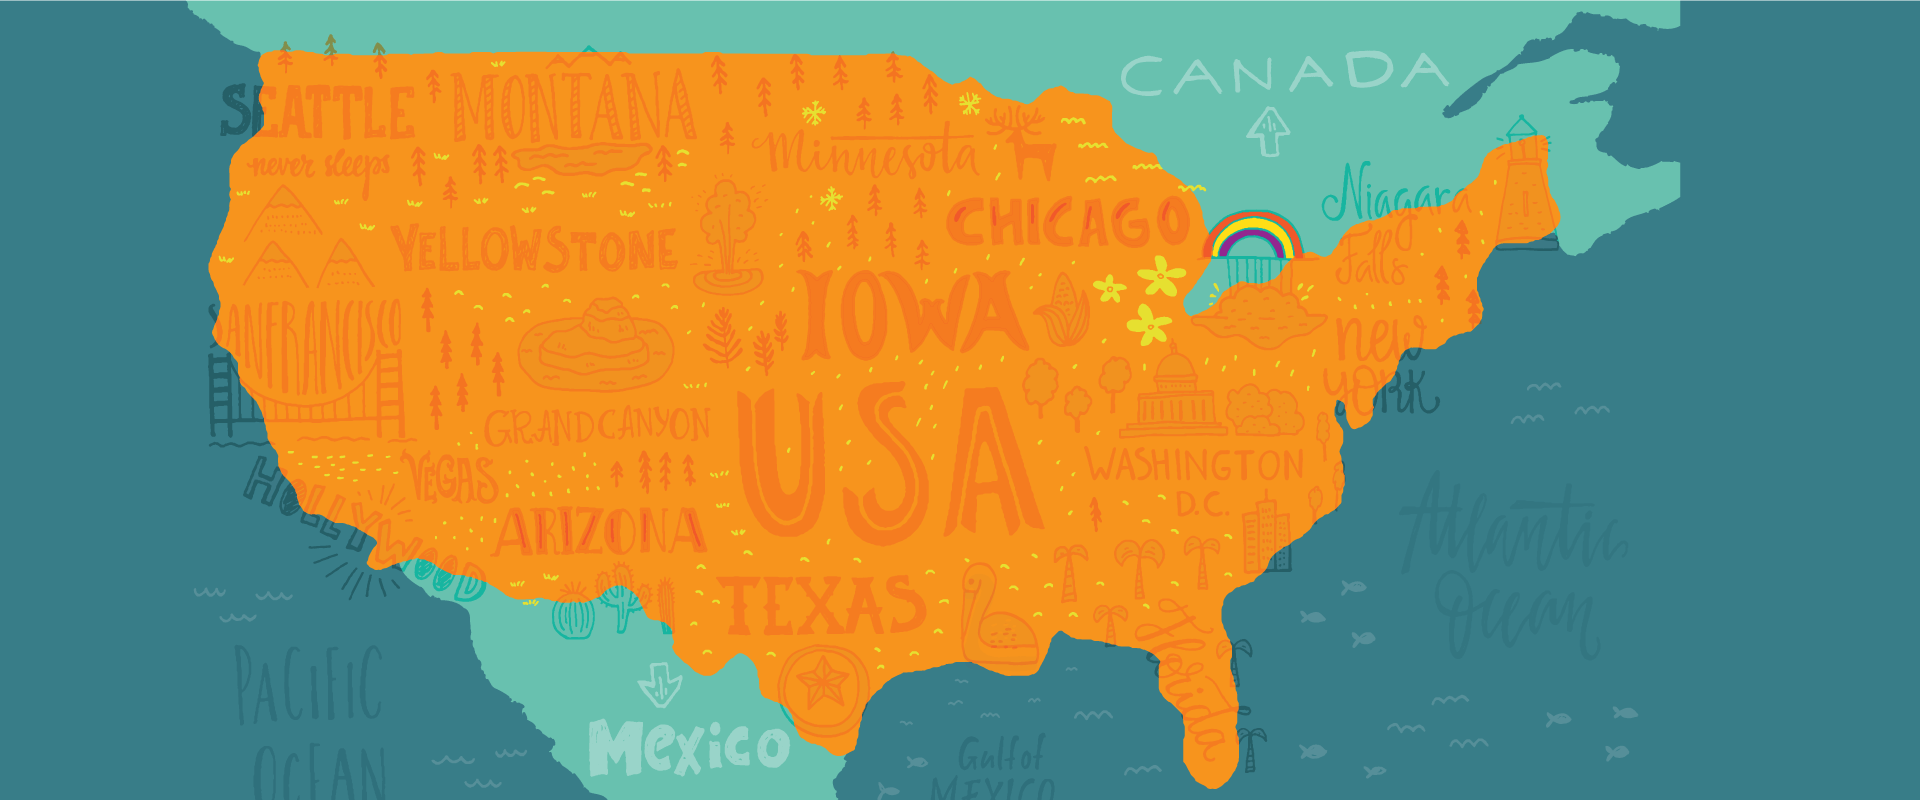 CANADA
SEATTLE
never sleeps
MONTANA
Minnesota
Niagara
Falls
CHICAGO
YELLOWSTONE
IOWA
SANFRANCISCO
new
YORK
GRANDCANYON
USA
WASHINGTON
D.C.
VEGAS
HOLLYWOOD
ARIZONA
Atlantic
Ocean
TEXAS
Florida
PACIFIC
OCEAN
Mexico
Gulf of
MEXICO